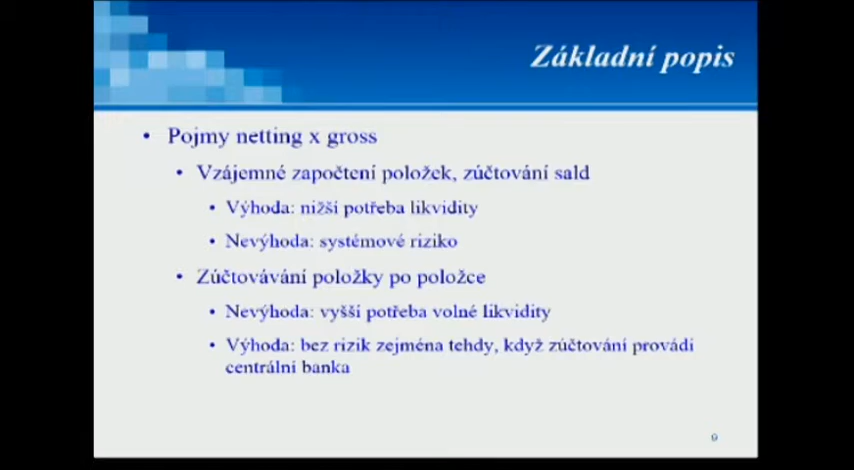 Základní popis
• Pojmy netting x gross
• Vzájemné započtení položek, zúčtování sald
• Výhoda: nižší potřeba likvidity
• Nevýhoda: systémové riziko
• Zúčtovávání položky po položce
• Nevýhoda: vyšší potřeba volné likvidity
• Výhoda: bez rizik zejména tehdy, když zúčtování provádí
centrální banka
9